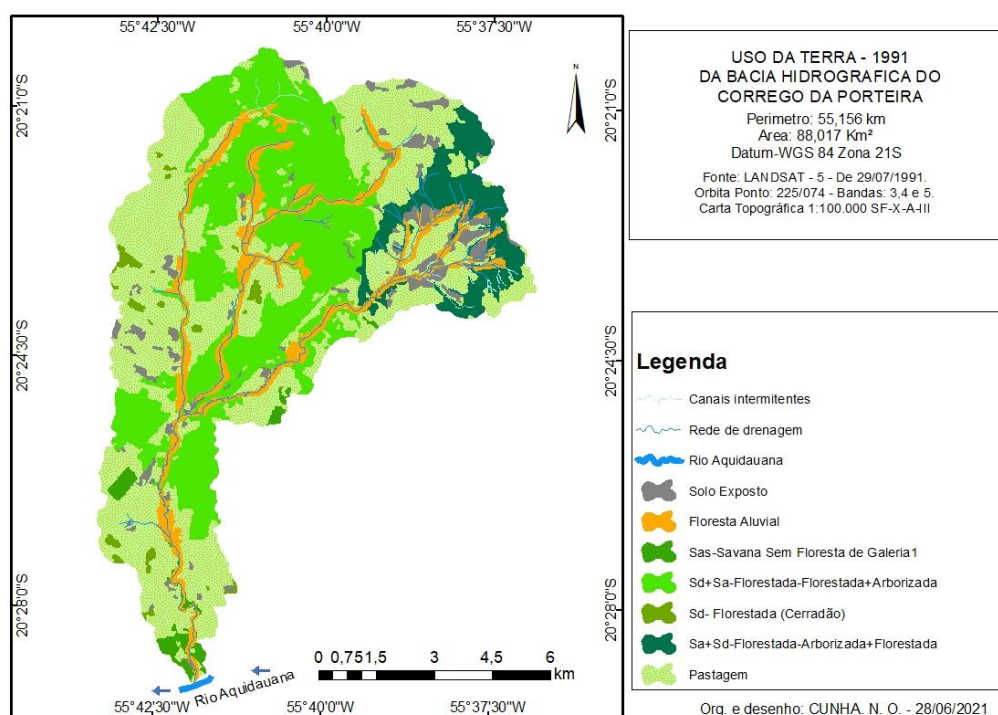 55°42'30"W 55°40'0"W 55°37'30"W
20°21'0"S
20°24'30"S
20°28'0"S
N
20°21'0"S
20°24'30"S
20°28'0"S
0 0,75 1,5 3 4,5 6
km
Rio Aquidauana
55°42'30"W 55°40'0"W 55°37'30"W
USO DA TERRA - 1991
DA BACIA HIDROGRAFICA DO
CORREGO DA PORTEIRA
Perimetro: 55,156 km
Area: 88,017 Km²
Datum-WGS 84 Zona 21S
Fonte: LANDSAT - 5 - De 29/07/1991.
Orbita Ponto: 225/074 - Bandas: 3,4 e 5.
Carta Topográfica 1:100.000 SF-X-A-III
Legenda
Canais intermitentes
Rede de drenagem
Rio Aquidauana
Solo Exposto
Floresta Aluvial
Sas-Savana Sem Floresta de Galeria1
Sd+Sa-Florestada-Florestada+Arborizada
Sd- Florestada (Cerradão)
Sa+Sd-Florestada-Arborizada+Florestada
Pastagem
Org. e desenho: CUNHA, N. O. - 28/06/2021